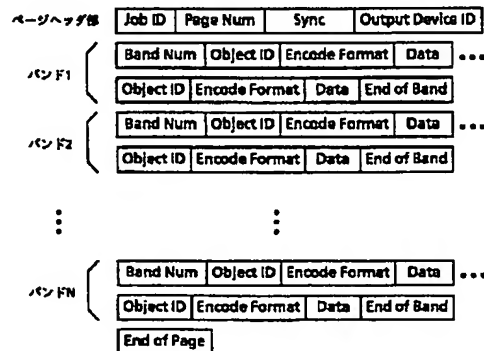 ページヘッダ部 Job ID Page Num Sync Output Device ID
バンド1 Band Num Object ID Encode Format Data •••
Object ID Encode Format Data End of Band
バンド2 Band Num Object ID Encode Format Data •••
Object ID Encode Format Data End of Band
バンドN Band Num Object ID Encode Format Data •••
Object ID Encode Format Data End of Band
End of Page